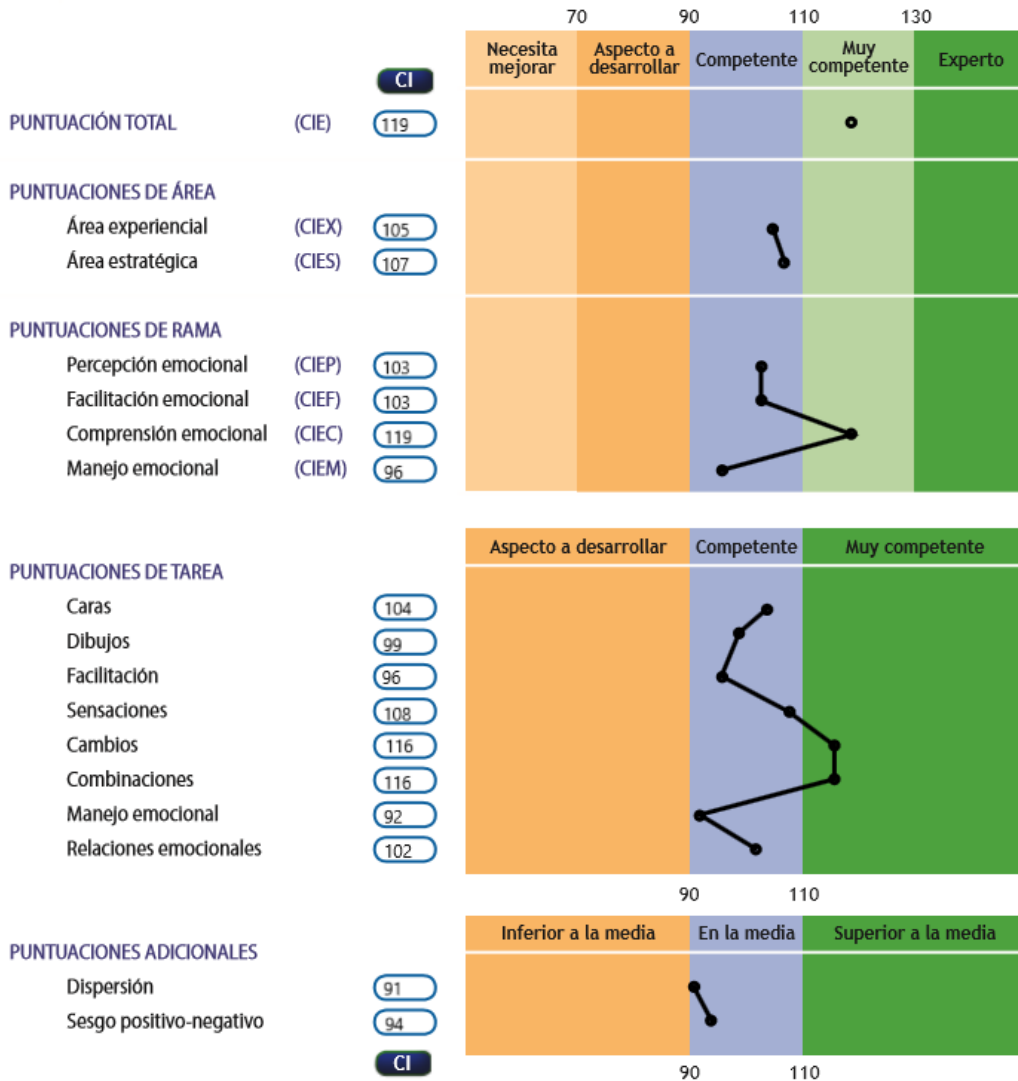 70 90 110 130
Necesita mejorar Aspecto a desarrollar Competente Muy competente Experto
CI
PUNTUACIÓN TOTAL (CIE) 119
PUNTUACIONES DE ÁREA
Área experiencial (CIEX) 105
Área estratégica (CIES) 107
PUNTUACIONES DE RAMA
Percepción emocional (CIEP) 103
Facilitación emocional (CIEF) 103
Comprensión emocional (CIEC) 119
Manejo emocional (CIEM) 96
Aspecto a desarrollar Competente Muy competente
PUNTUACIONES DE TAREA
Caras 104
Dibujos 99
Facilitación 96
Sensaciones 108
Cambios 116
Combinaciones 116
Manejo emocional 92
Relaciones emocionales 102
90 110
Inferior a la media En la media Superior a la media
PUNTUACIONES ADICIONALES
Dispersión 91
Sesgo positivo-negativo 94
CI
90 110